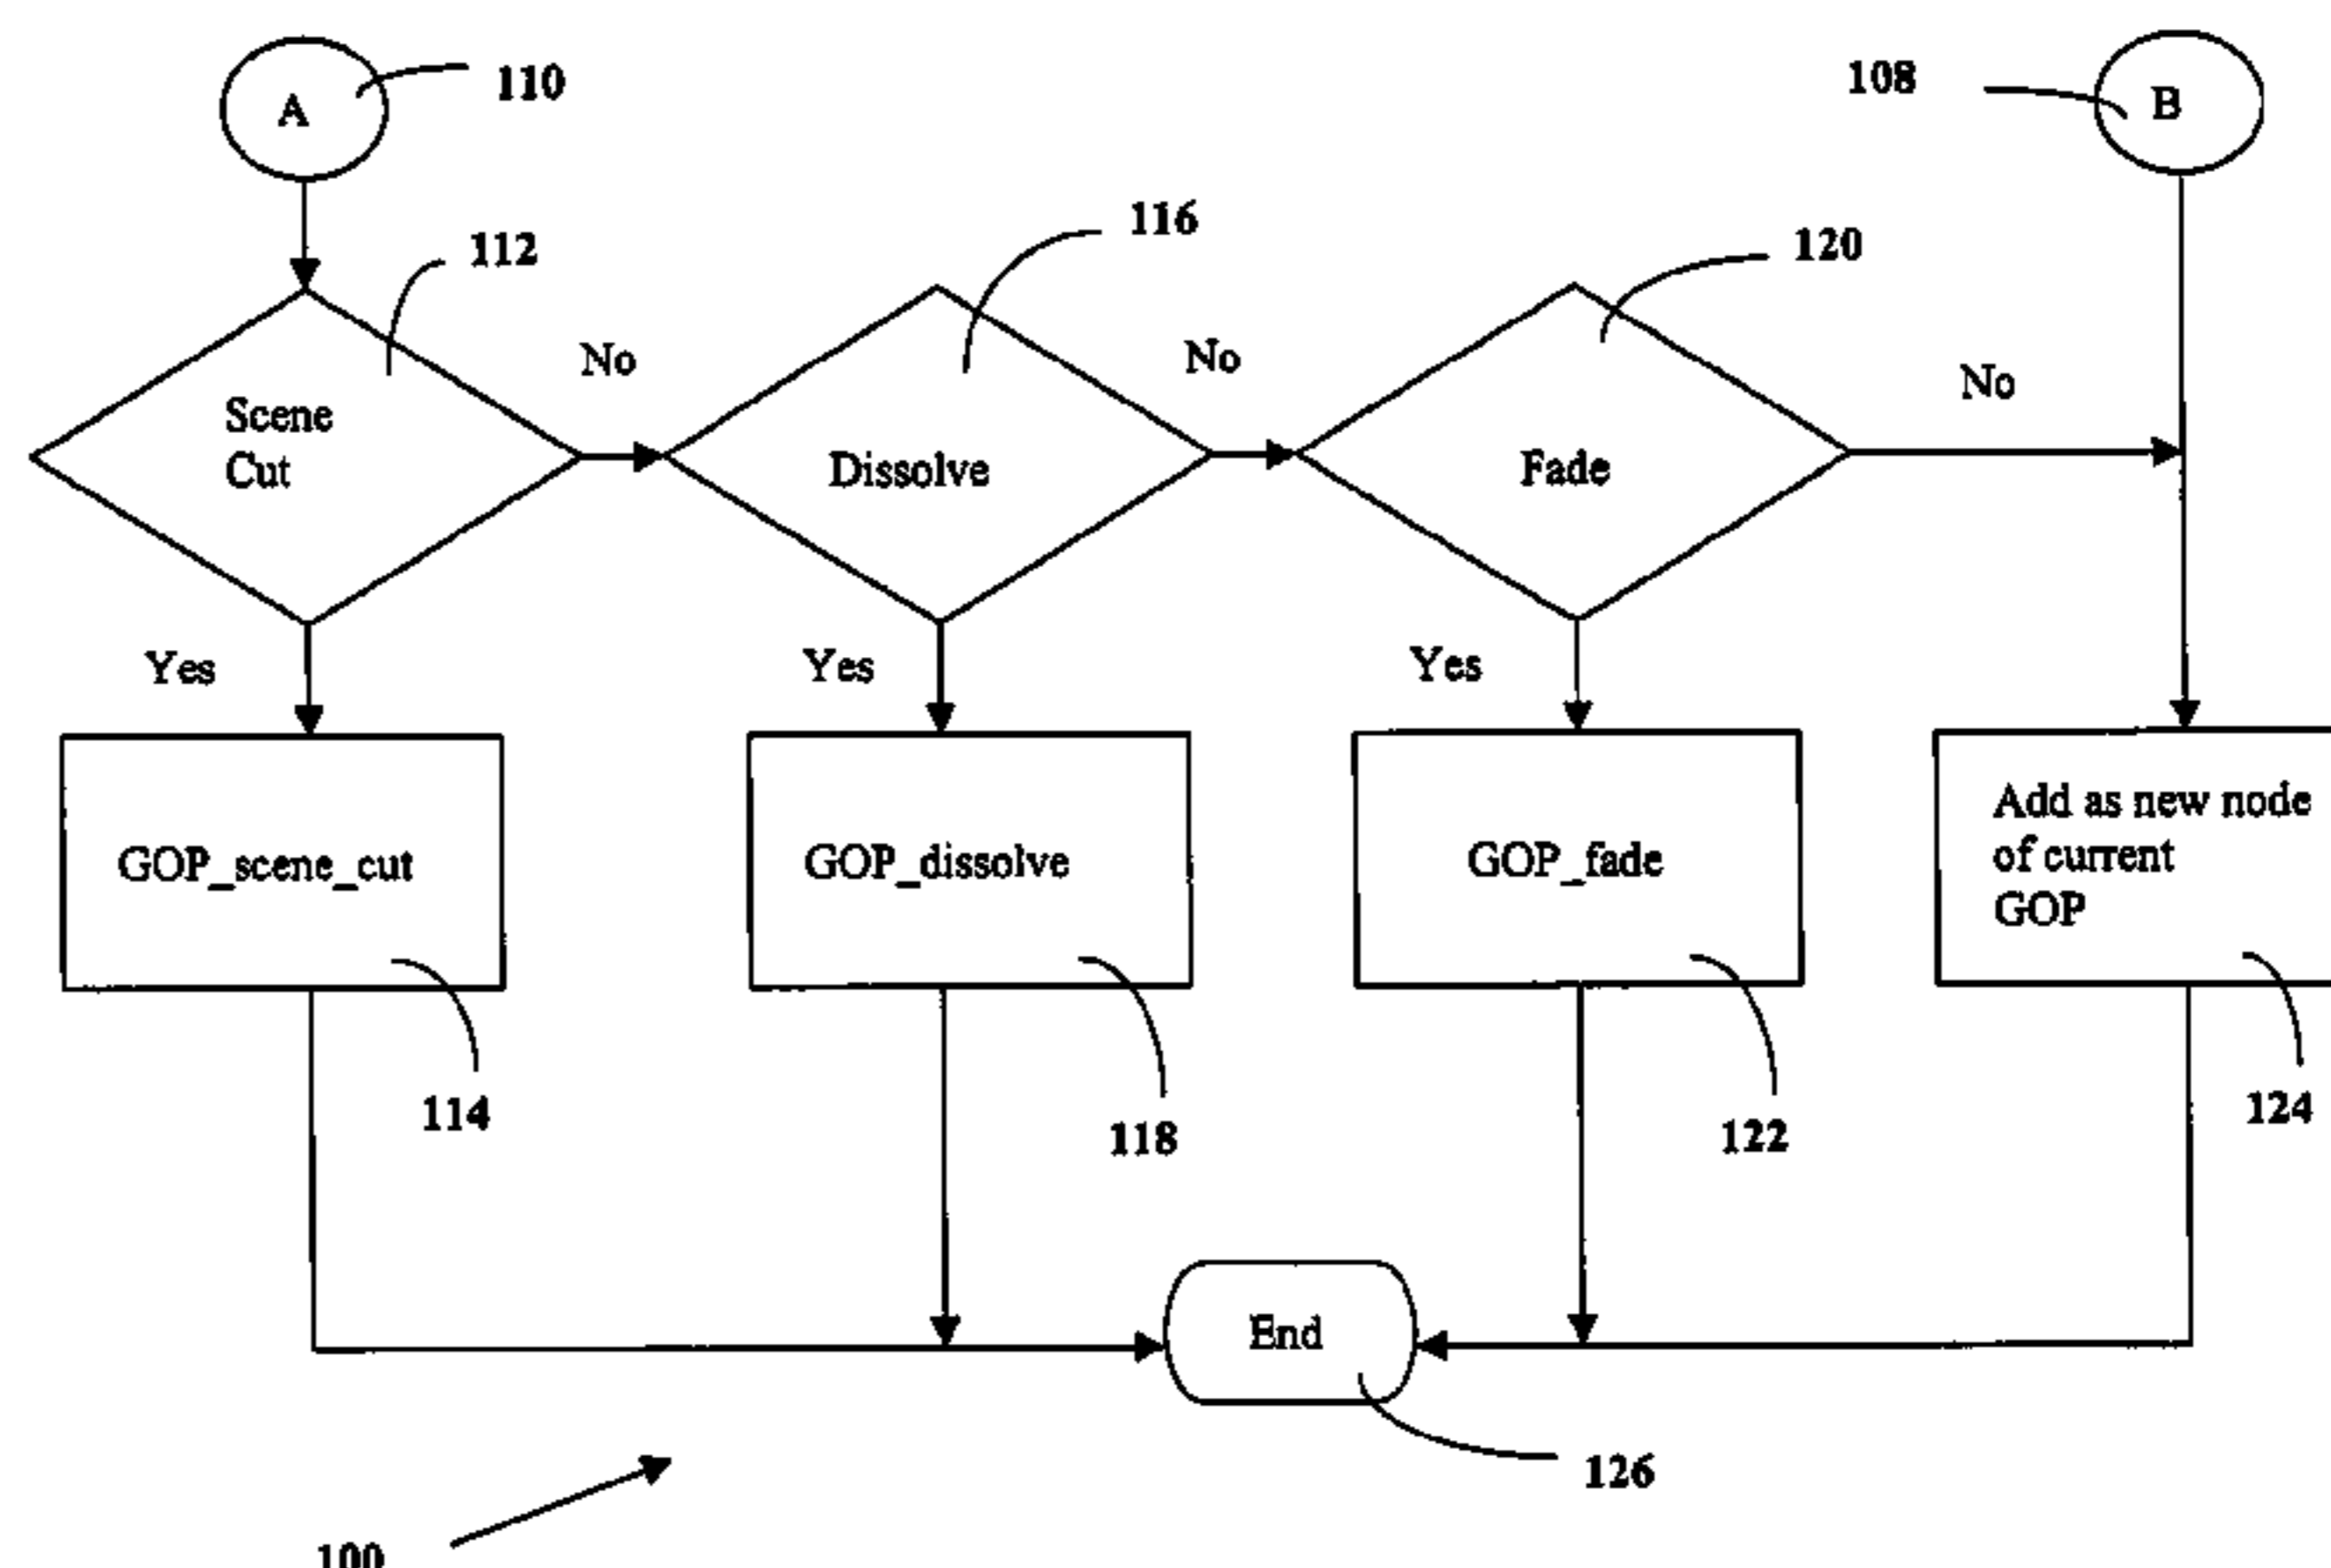 A
110
108
B
112
116
120
No
No
No
Scene
Cut
Dissolve
Fade
Yes
Yes
Yes
GOP_scene_cut
GOP_dissolve
GOP_fade
Add as new node
of current
GOP
114
118
122
124
End
126
100